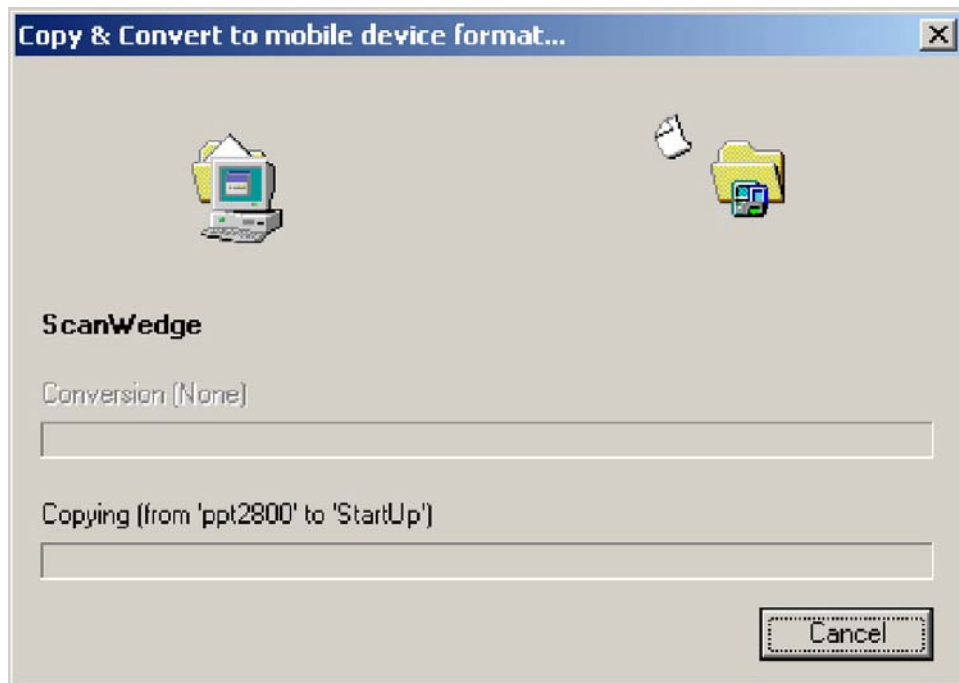 Copy & Convert to mobile device format...
ScanWedge
Conversion (None)
Copying (from 'ppt2800' to 'StartUp')
Cancel